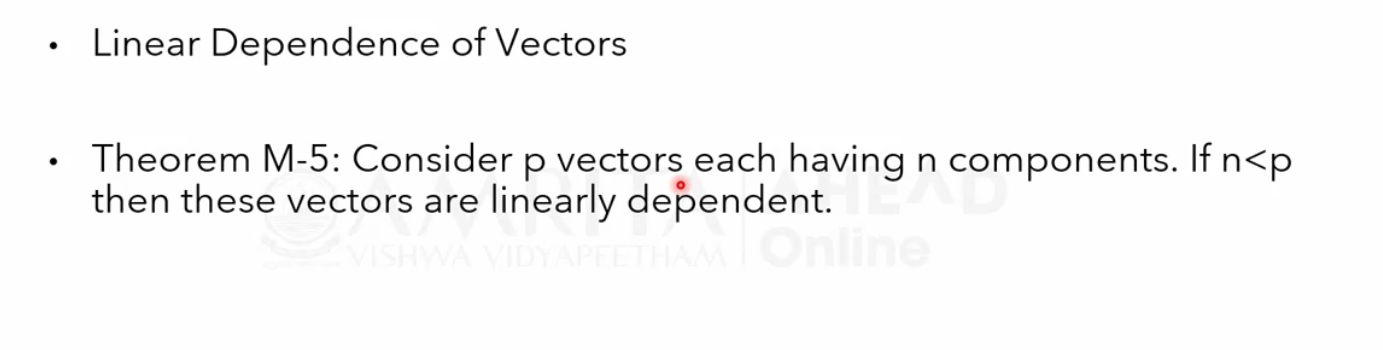 • Linear Dependence of Vectors
• Theorem M-5: Consider p vectors each having n components. If n<p
then these vectors are linearly dependent.
AMRITA AHEAD
VISHWA VIDYAPEETHAM Online